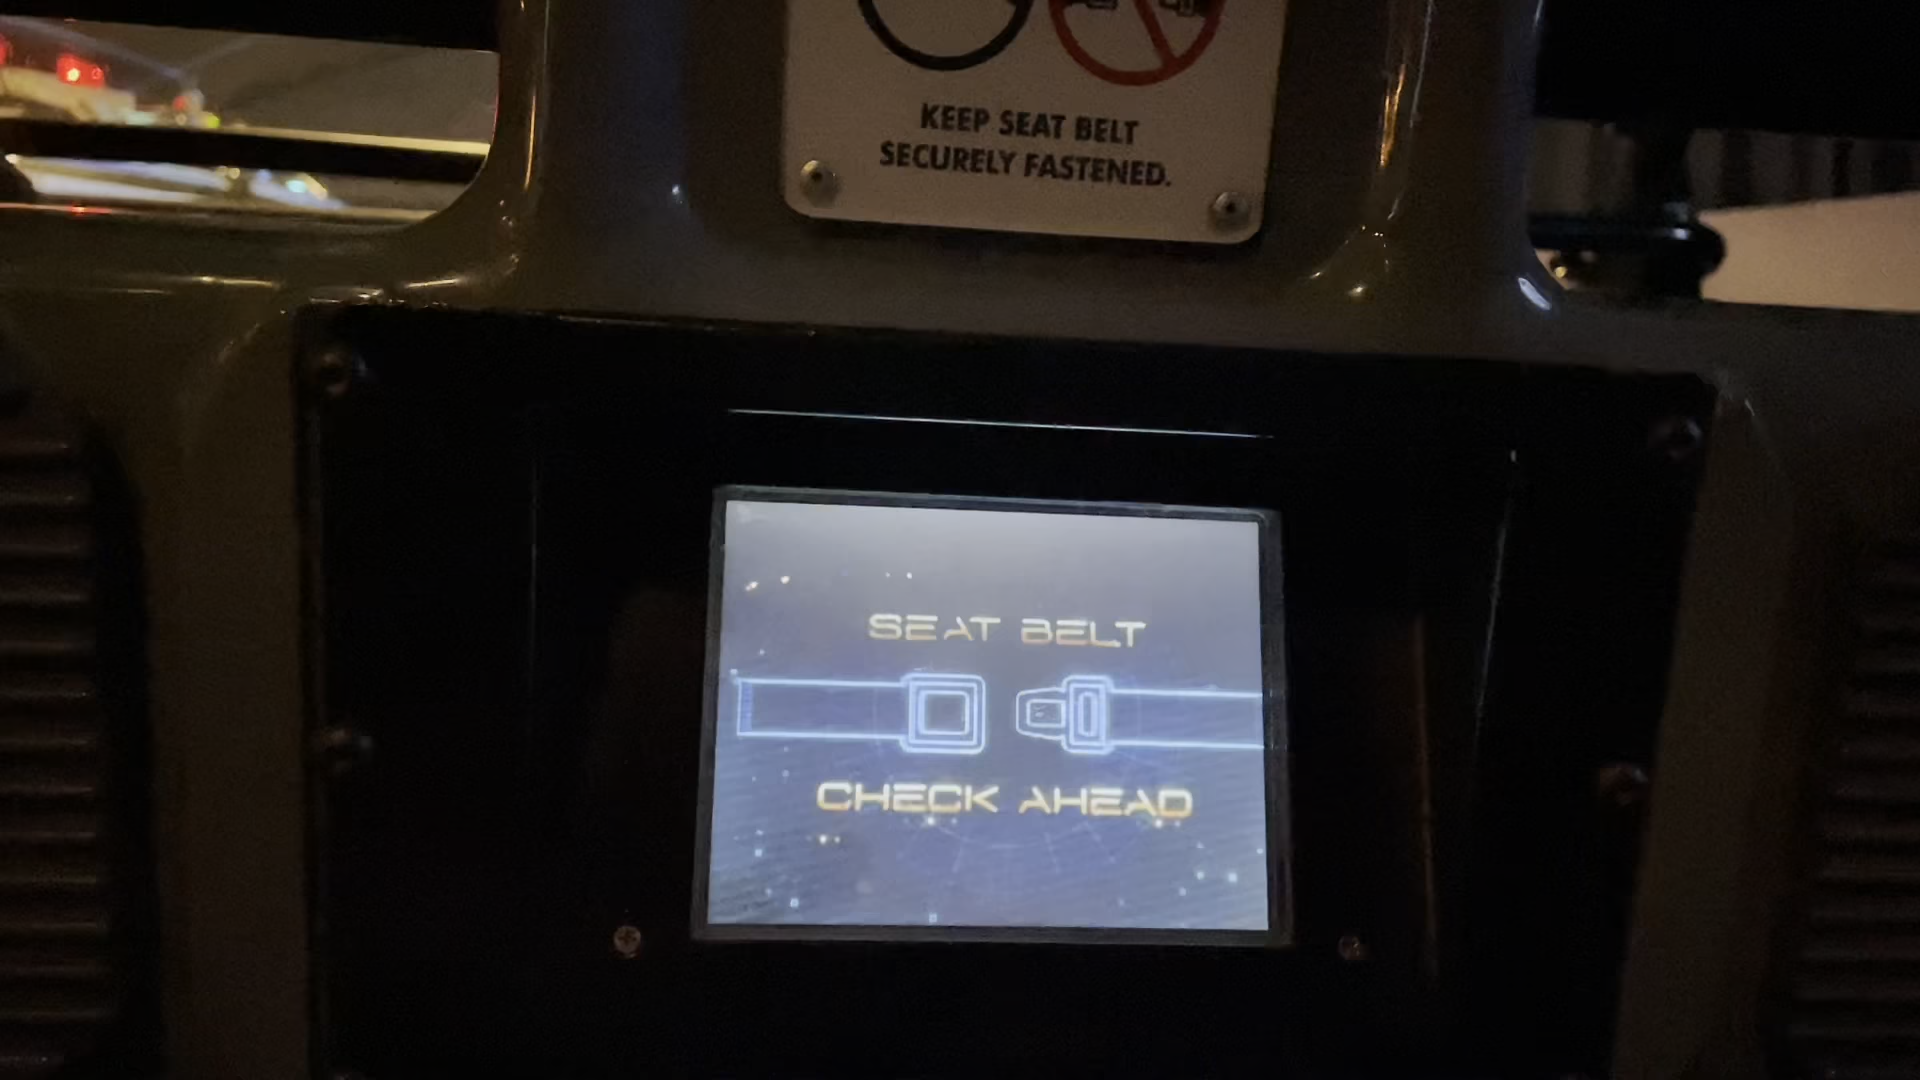 KEEP SEAT BELT
SECURELY FASTENED.
SEAT BELT
CHECK AHEAD